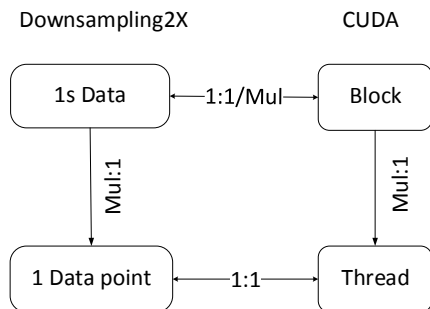 Downsampling2X
CUDA
1s Data
1:1/Mul
Block
Mul:1
Mul:1
1 Data point
1:1
Thread